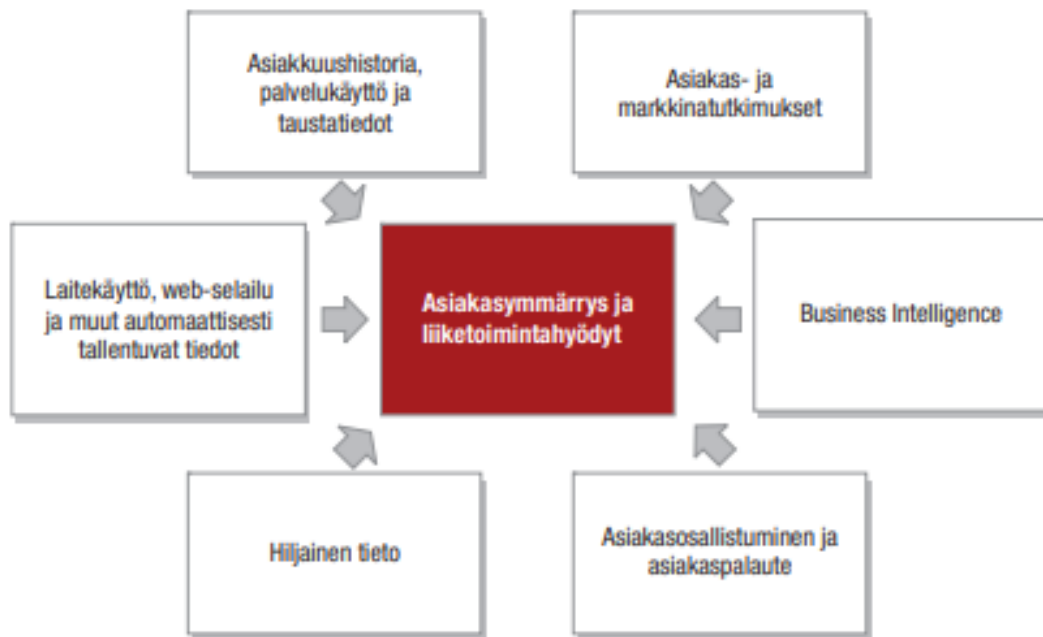 Asiakkuushistoria,
palvelukäyttö ja
taustatiedot
Asiakas- ja
markkinatutkimukset
Laitekäyttö, web-selailu
ja muut automaattisesti
tallentuvat tiedot
Asiakasymmärrys ja
liiketoimintahyödyt
Business Intelligence
Hiljainen tieto
Asiakasosallistuminen ja
asiakaspalaute